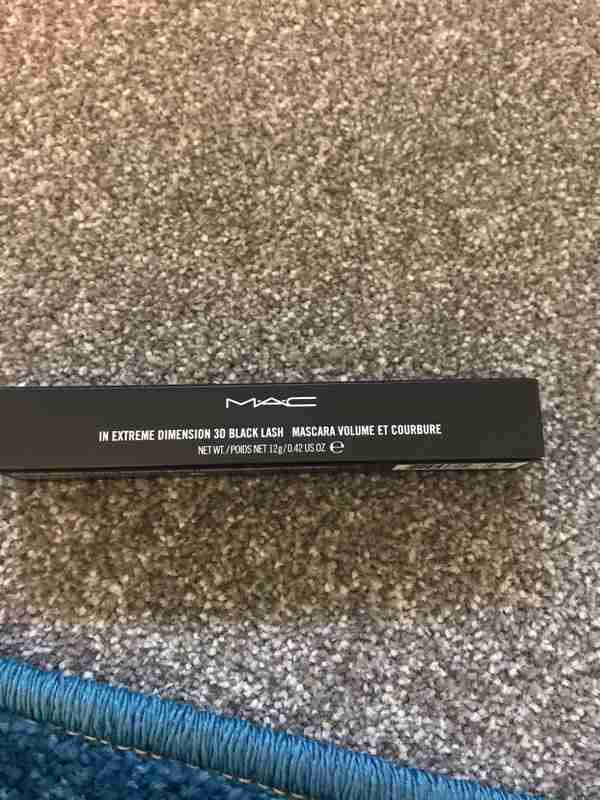 M·A·C
IN EXTREME DIMENSION 3D BLACK LASH MASCARA VOLUME ET COURBURE
NET WT./POIDS NET 12g/0.42 US OZ ℮